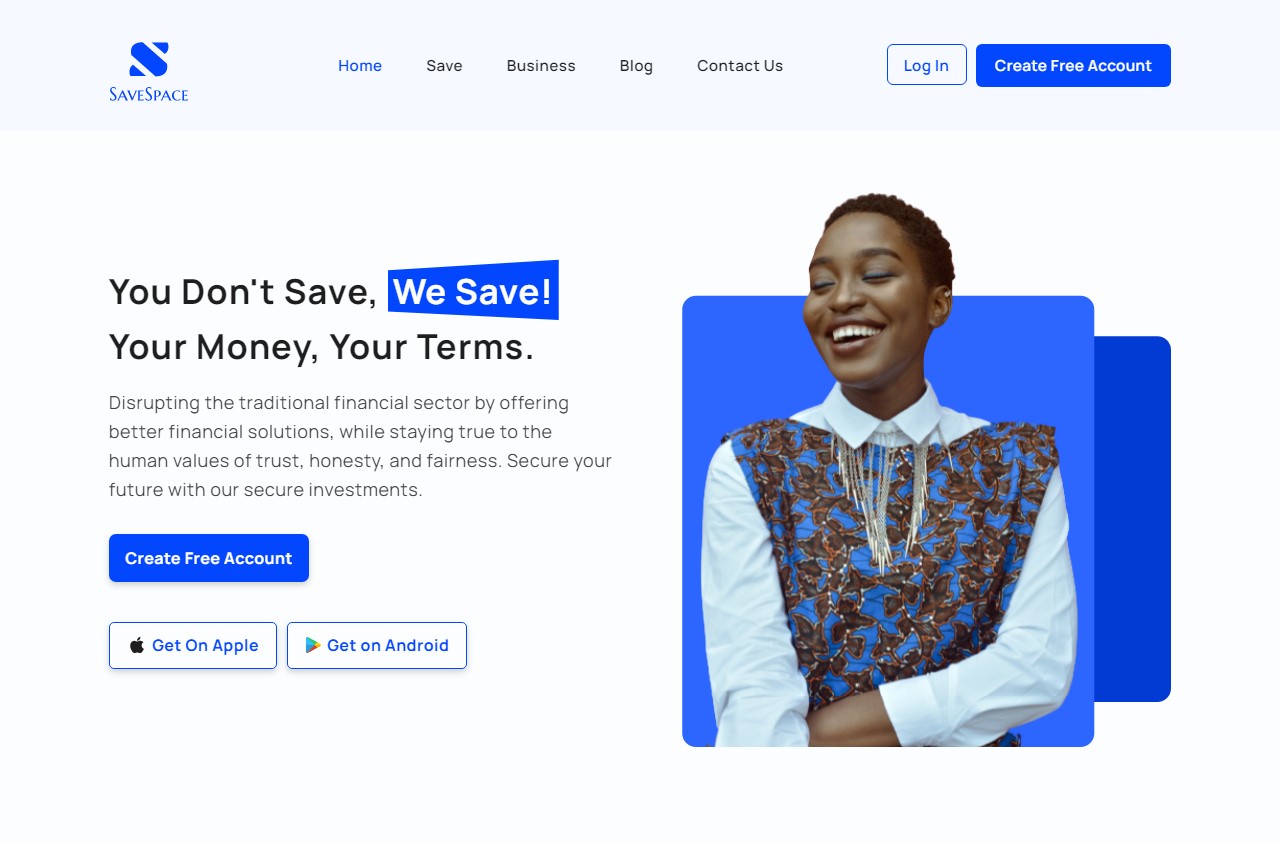 SAVESPACE
Home
Save
Business
Blog
Contact Us
Log In
Create Free Account
You Don't Save, We Save!
Your Money, Your Terms.
Disrupting the traditional financial sector by offering
better financial solutions, while staying true to the
human values of trust, honesty, and fairness. Secure your
future with our secure investments.
Create Free Account
Get On Apple
Get on Android